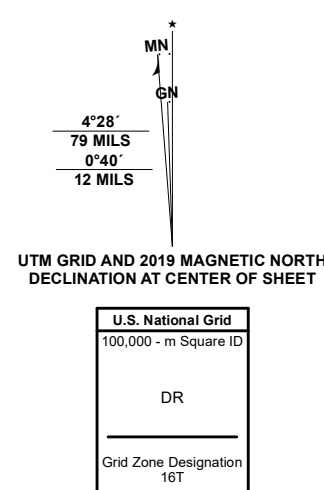 ★
MN
GN
4°28´
79 MILS
0°40´
12 MILS
UTM GRID AND 2019 MAGNETIC NORTH
DECLINATION AT CENTER OF SHEET
U.S. National Grid
100,000 - m Square ID
DR
Grid Zone Designation
16T